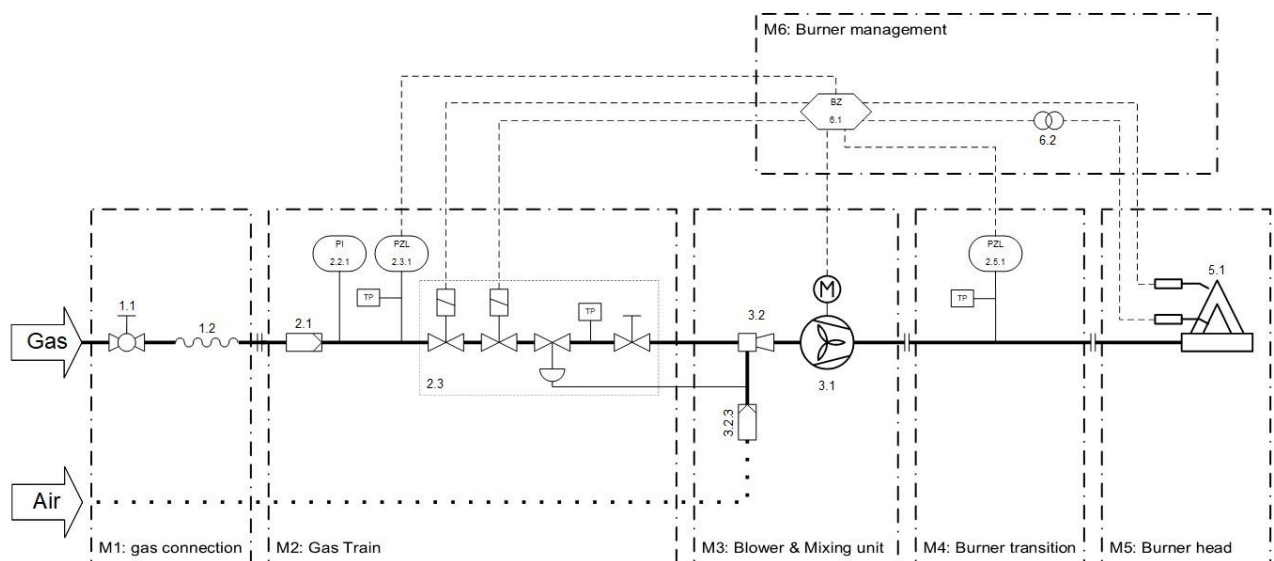 M6: Burner management
BZ
6.1
6.2
PI
2.2.1
PZL
2.3.1
PZL
2.5.1
TP
TP
TP
M
5.1
1.1
1.2
2.1
3.2
Gas
2.3
3.1
3.2.3
Air
M1: gas connection
M2: Gas Train
M3: Blower & Mixing unit
M4: Burner transition
M5: Burner head